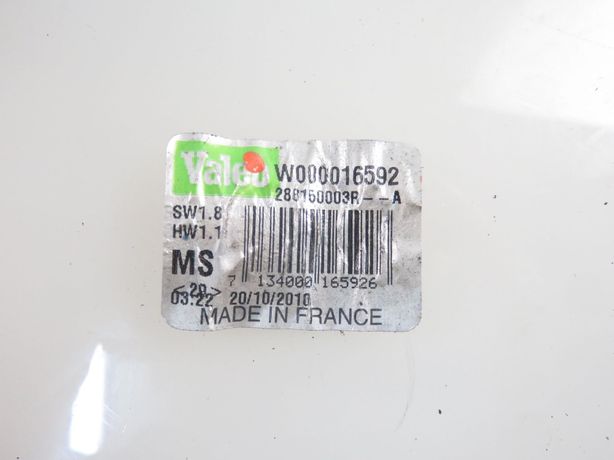 Valeo W000016592
288150003R--A
SW1.8
HW1.1
MS
7 134000 165926
<20>
03:22 20/10/2010
MADE IN FRANCE